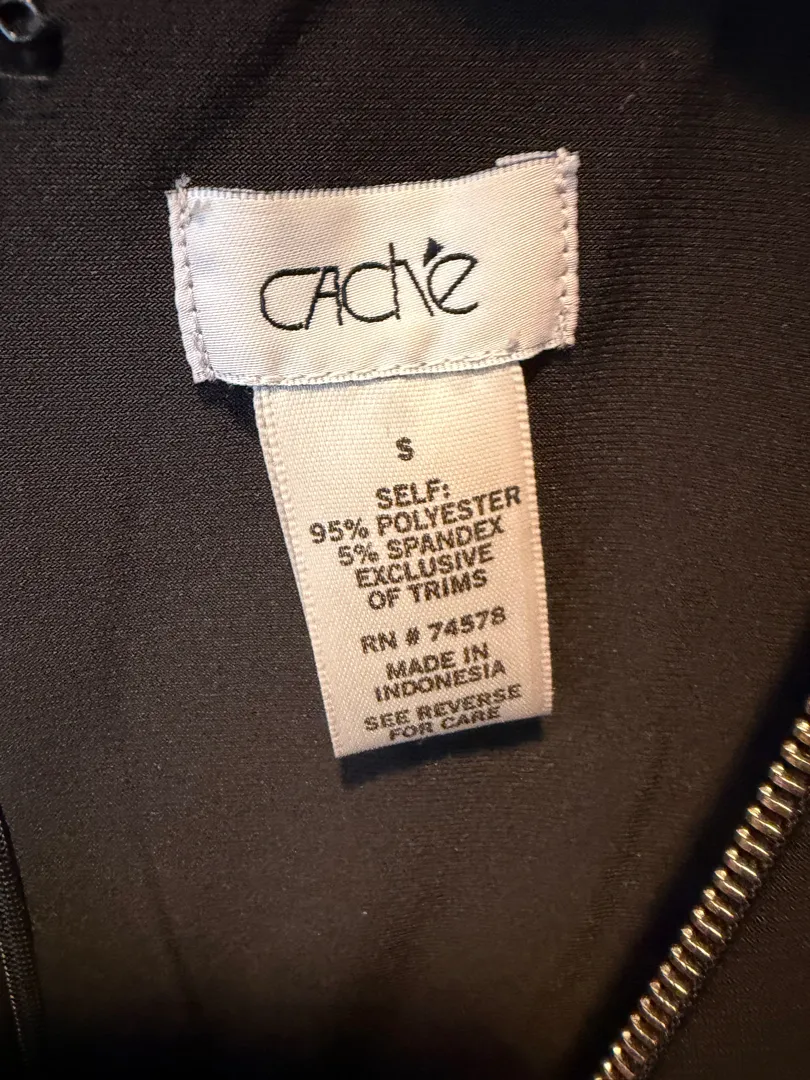 CACHé
S
SELF:
95% POLYESTER
5% SPANDEX
EXCLUSIVE
OF TRIMS
RN # 74578
MADE IN
INDONESIA
SEE REVERSE
FOR CARE